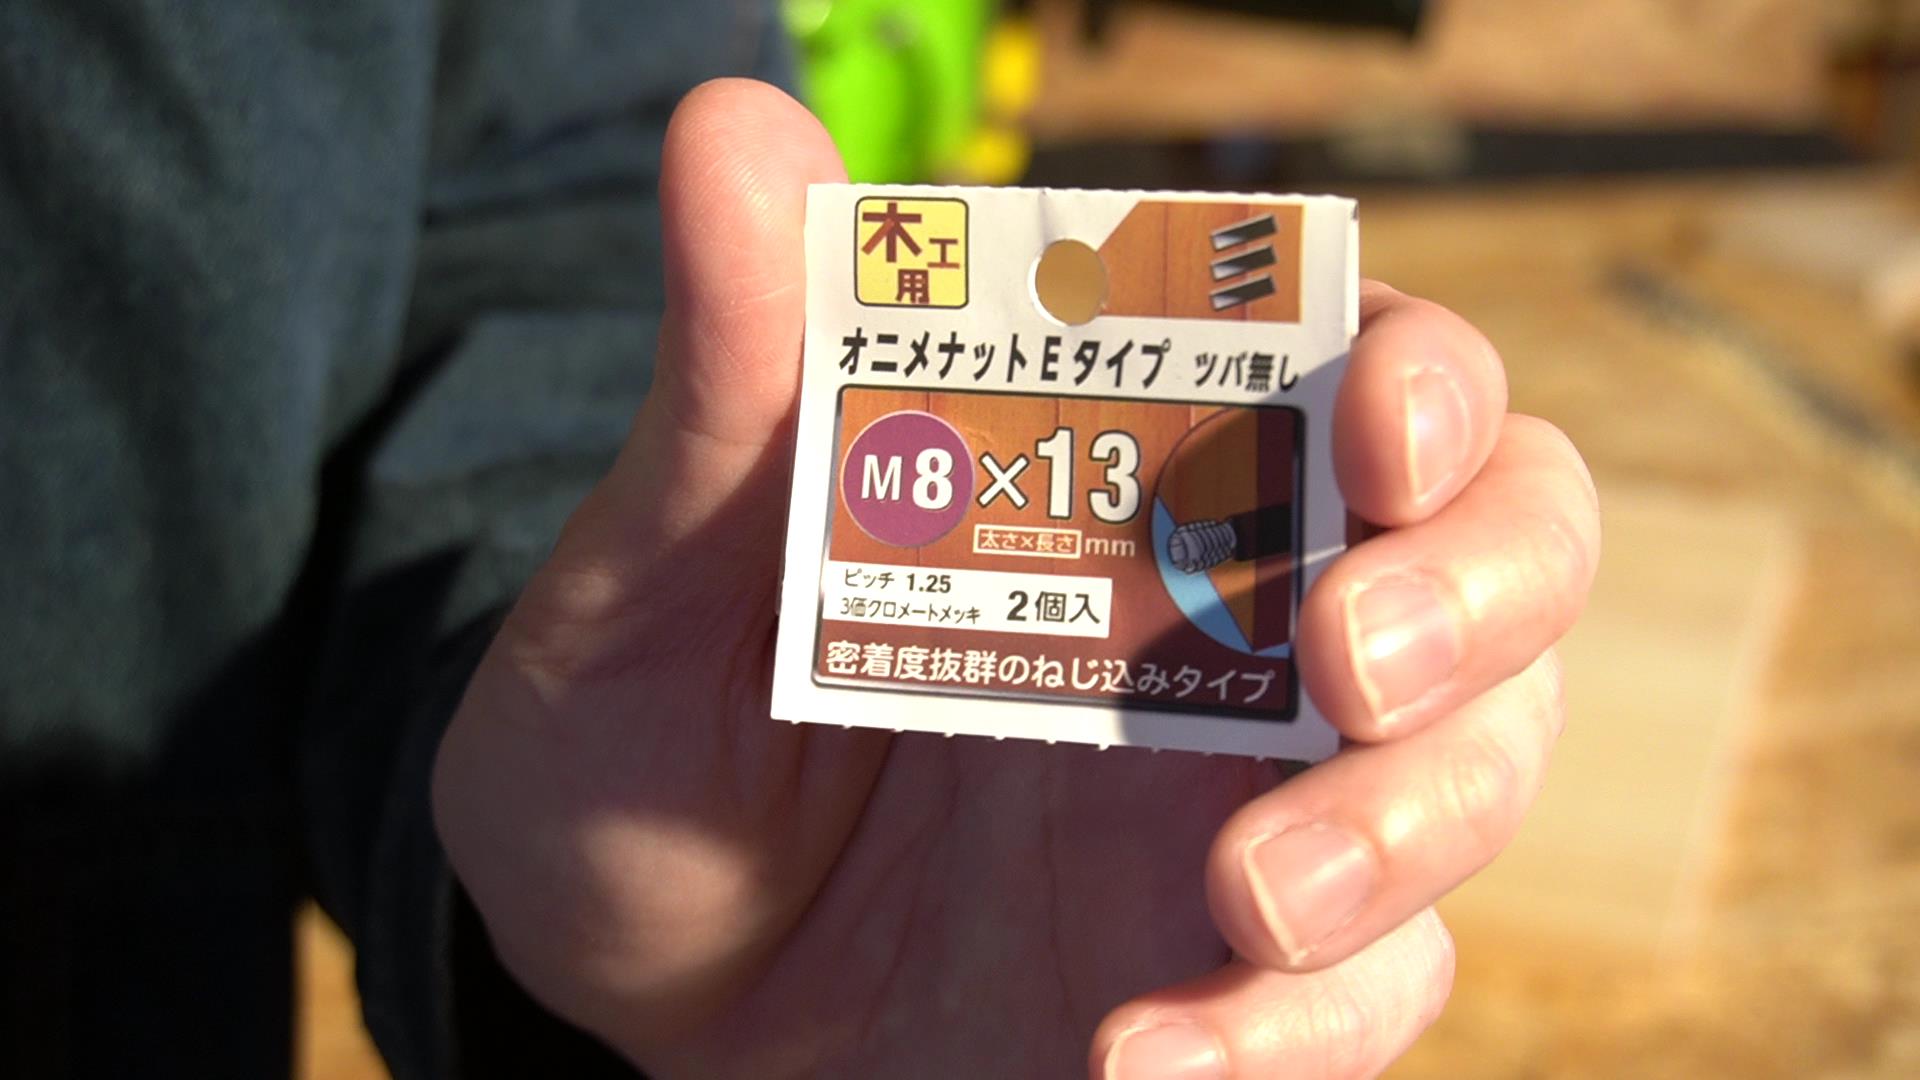 木工用
オニメナットEタイプ ツバ無し
M8×13
太さ×長さ mm
ピッチ 1.25
3価クロメートメッキ 2個入
密着度抜群のねじ込みタイプ